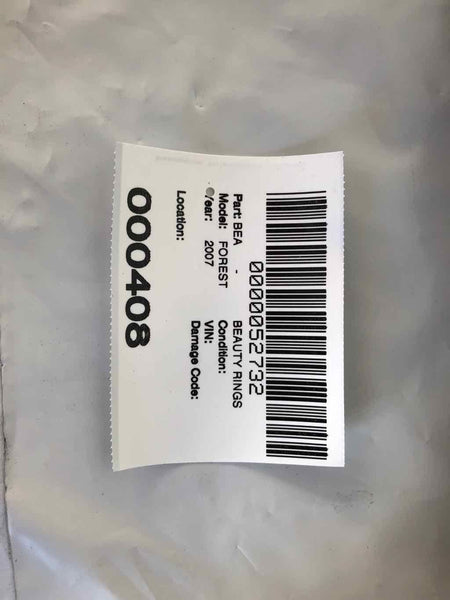 0000052732
Part: BEA - BEAUTY RINGS
Model: FOREST Condition:
Year: 2007 VIN:
Damage Code:
Location:
000408